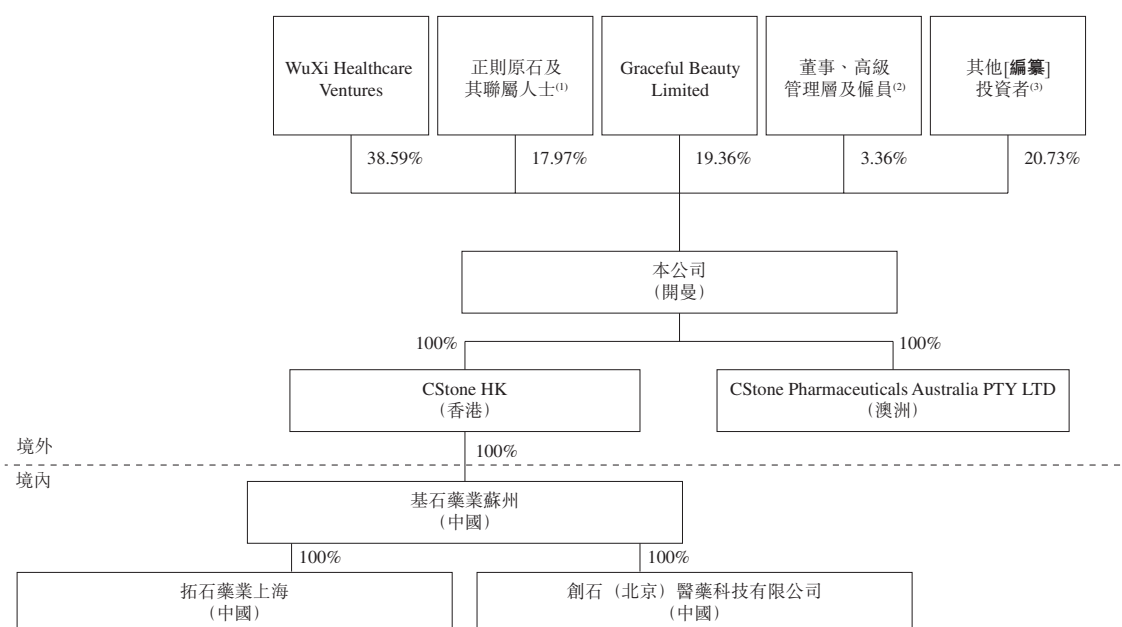 WuXi Healthcare
Ventures
正則原石及
其聯屬人士(1)
Graceful Beauty
Limited
董事、高級
管理層及僱員(2)
其他[編纂]
投資者(3)
38.59%
17.97%
19.36%
3.36%
20.73%
本公司
（開曼）
100%
100%
CStone HK
（香港）
CStone Pharmaceuticals Australia PTY LTD
（澳洲）
境外
100%
境內
基石藥業蘇州
（中國）
100%
100%
拓石藥業上海
（中國）
創石（北京）醫藥科技有限公司
（中國）